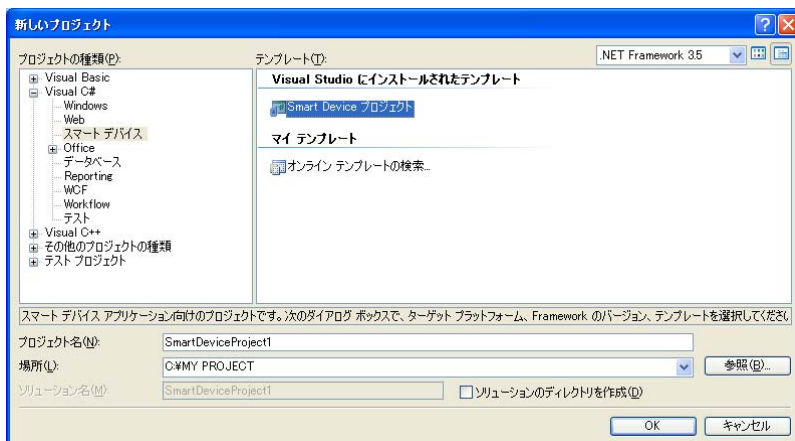 新しいプロジェクト
プロジェクトの種類(P):
テンプレート(T):
.NET Framework 3.5
Visual Basic
Visual C#
Windows
Web
スマート デバイス
Office
データベース
Reporting
WCF
Workflow
テスト
Visual C++
その他のプロジェクトの種類
テスト プロジェクト
Visual Studio にインストールされたテンプレート
Smart Device プロジェクト
マイ テンプレート
オンライン テンプレートの検索...
スマート デバイス アプリケーション向けのプロジェクトです。次のダイアログ ボックスで、ターゲット プラットフォーム、Framework のバージョン、テンプレートを選択してくださ
プロジェクト名(N):
SmartDeviceProject1
場所(L):
C:¥MY PROJECT
参照(B)...
ソリューション名(M):
SmartDeviceProject1
ソリューションのディレクトリを作成(D)
OK
キャンセル